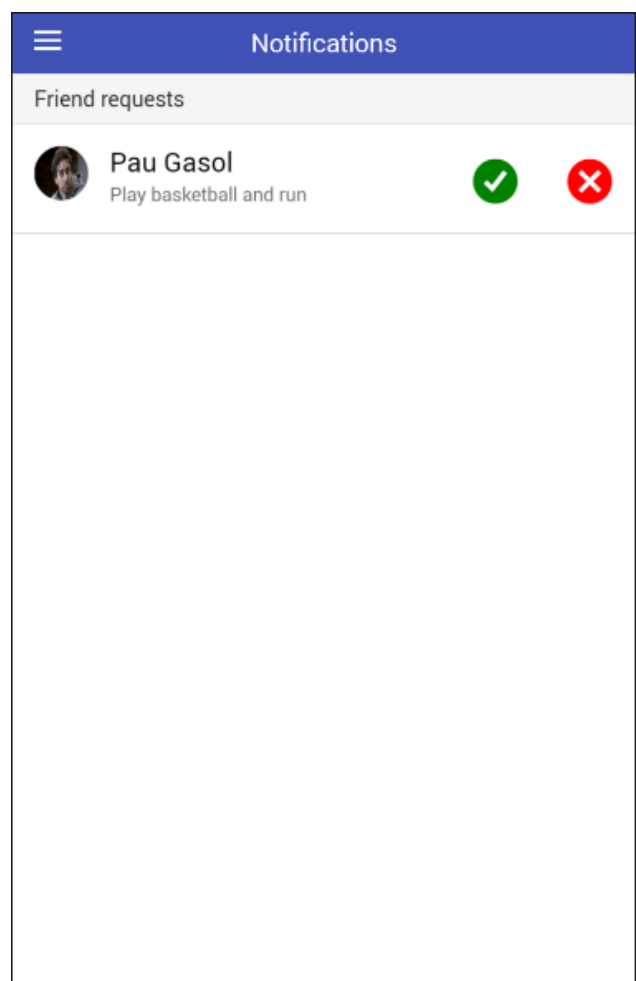 Notifications
Friend requests
Pau Gasol
Play basketball and run